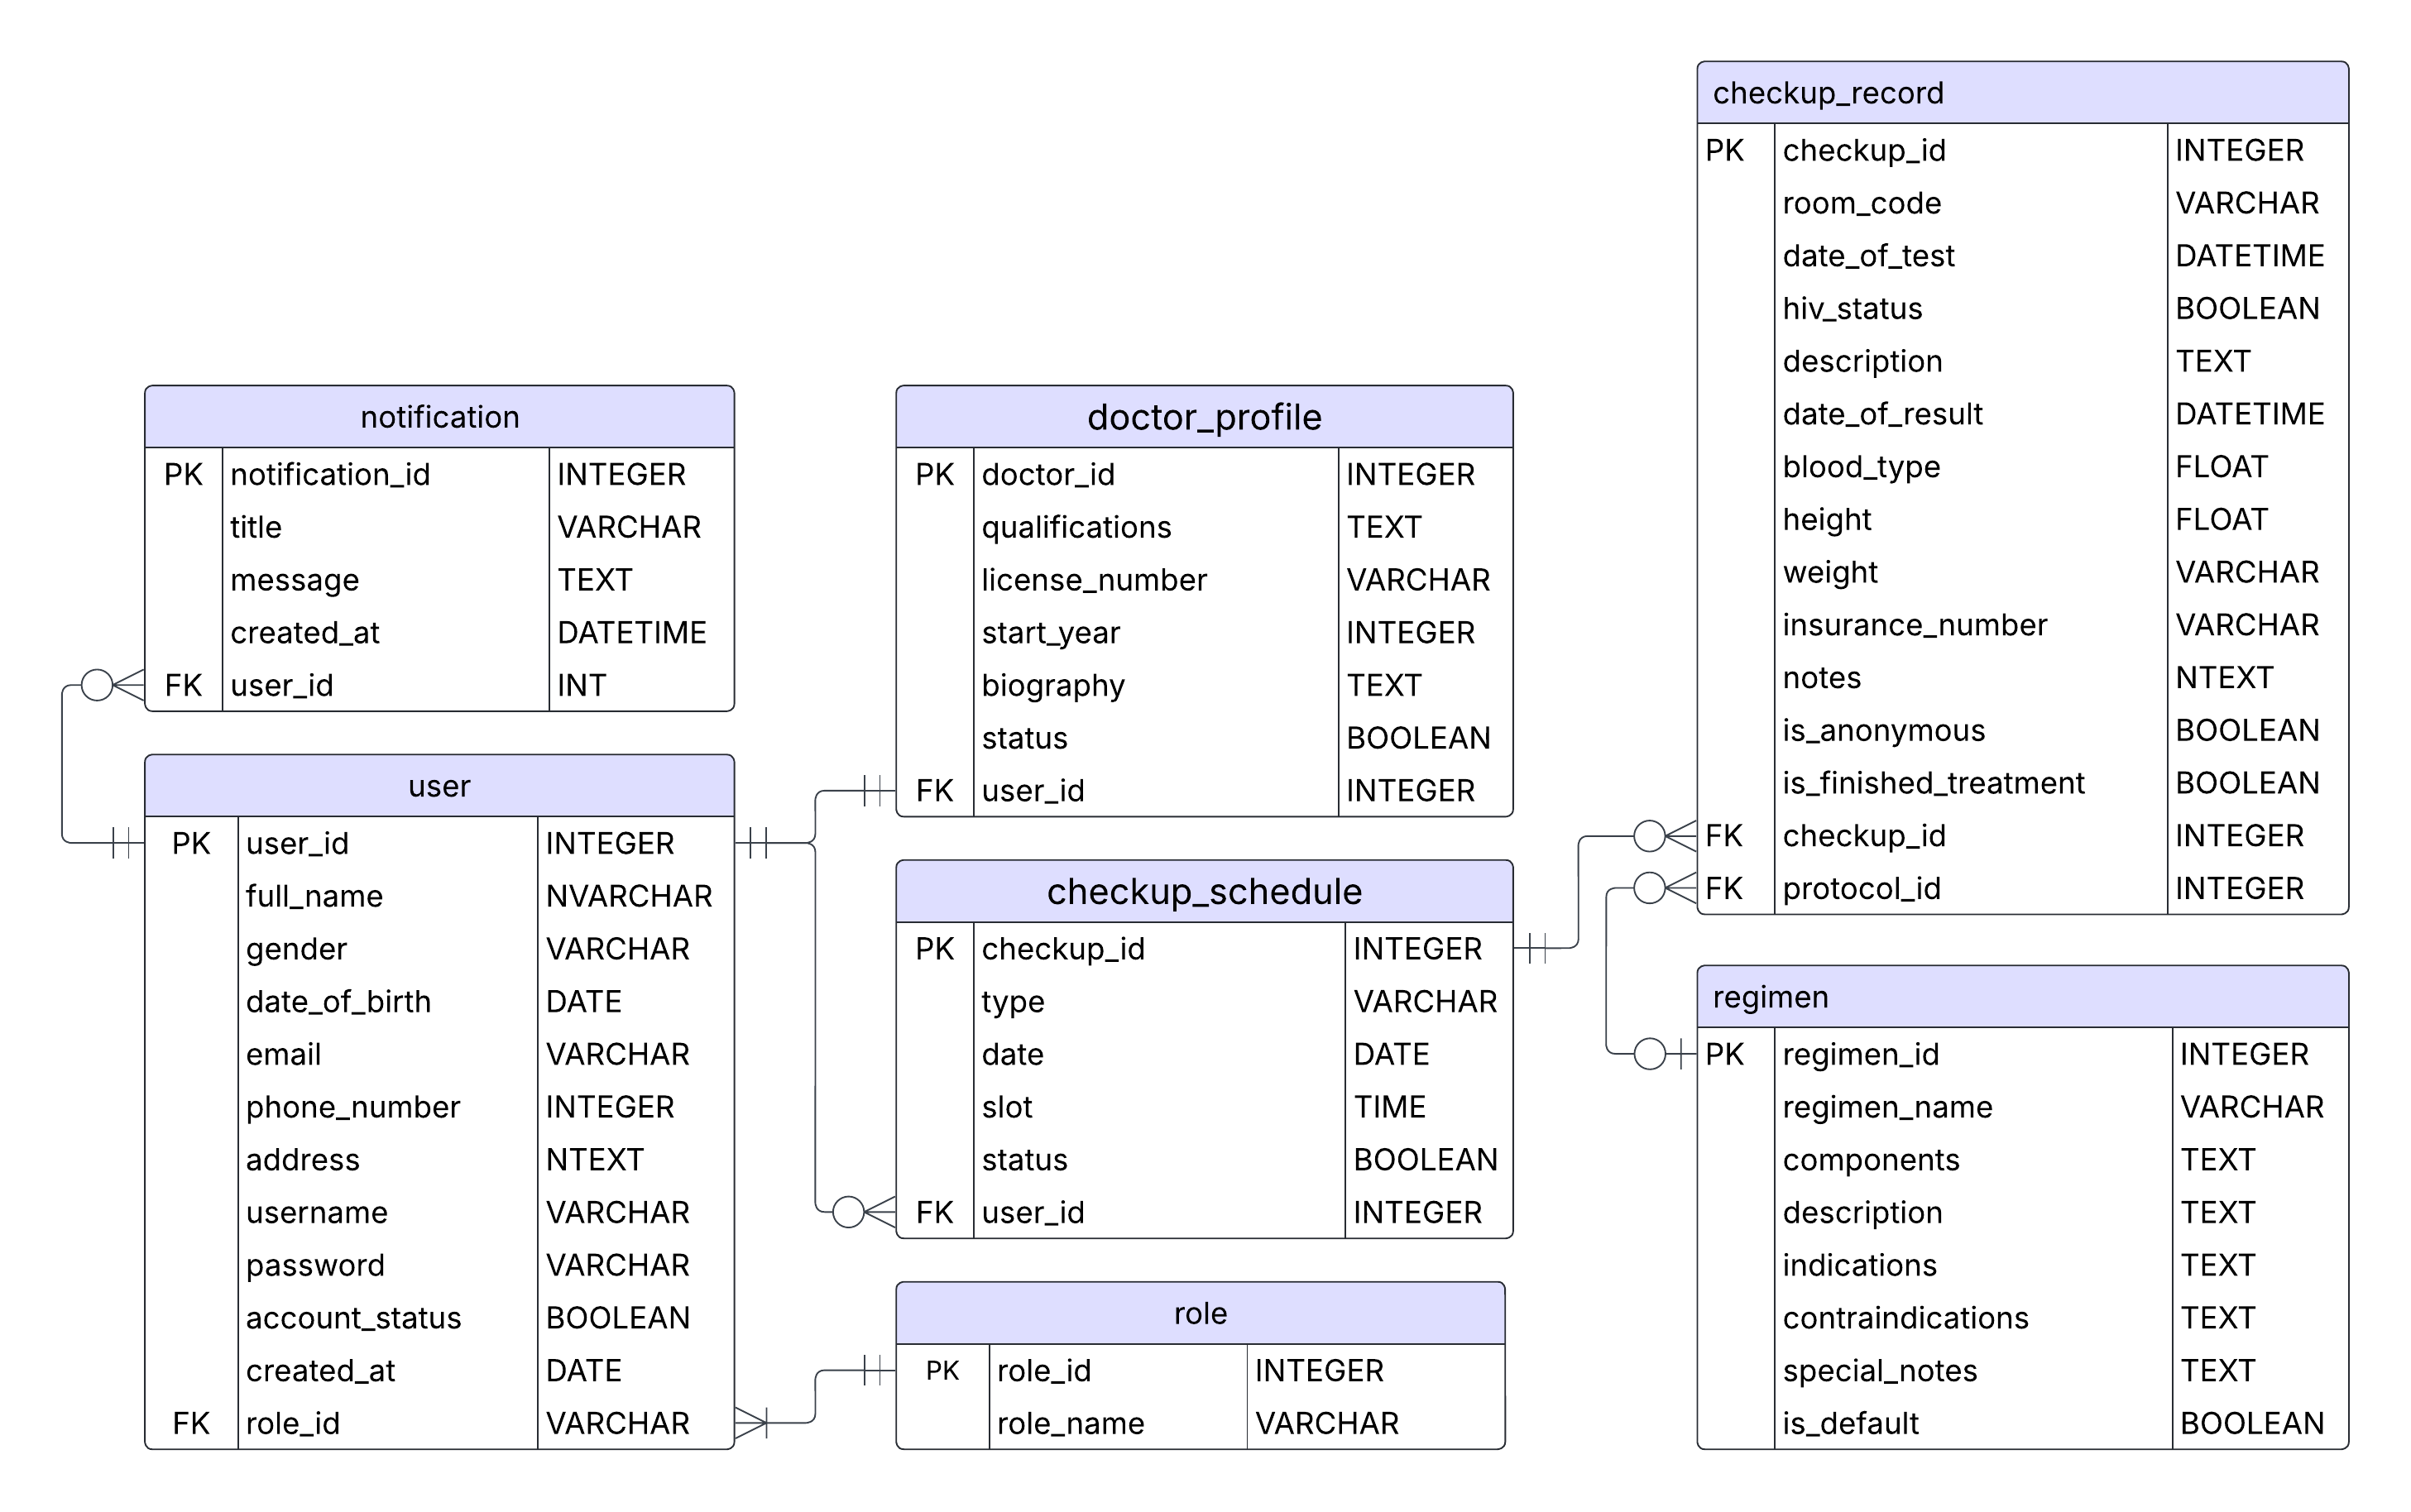 notification
PK notification_id INTEGER
title VARCHAR
message TEXT
created_at DATETIME
FK user_id INT
user
PK user_id INTEGER
full_name NVARCHAR
gender VARCHAR
date_of_birth DATE
email VARCHAR
phone_number INTEGER
address NTEXT
username VARCHAR
password VARCHAR
account_status BOOLEAN
created_at DATE
FK role_id VARCHAR
doctor_profile
PK doctor_id INTEGER
qualifications TEXT
license_number VARCHAR
start_year INTEGER
biography TEXT
status BOOLEAN
FK user_id INTEGER
checkup_schedule
PK checkup_id INTEGER
type VARCHAR
date DATE
slot TIME
status BOOLEAN
FK user_id INTEGER
role
PK role_id INTEGER
role_name VARCHAR
checkup_record
PK checkup_id INTEGER
room_code VARCHAR
date_of_test DATETIME
hiv_status BOOLEAN
description TEXT
date_of_result DATETIME
blood_type FLOAT
height FLOAT
weight VARCHAR
insurance_number VARCHAR
notes NTEXT
is_anonymous BOOLEAN
is_finished_treatment BOOLEAN
FK checkup_id INTEGER
FK protocol_id INTEGER
regimen
PK regimen_id INTEGER
regimen_name VARCHAR
components TEXT
description TEXT
indications TEXT
contraindications TEXT
special_notes TEXT
is_default BOOLEAN